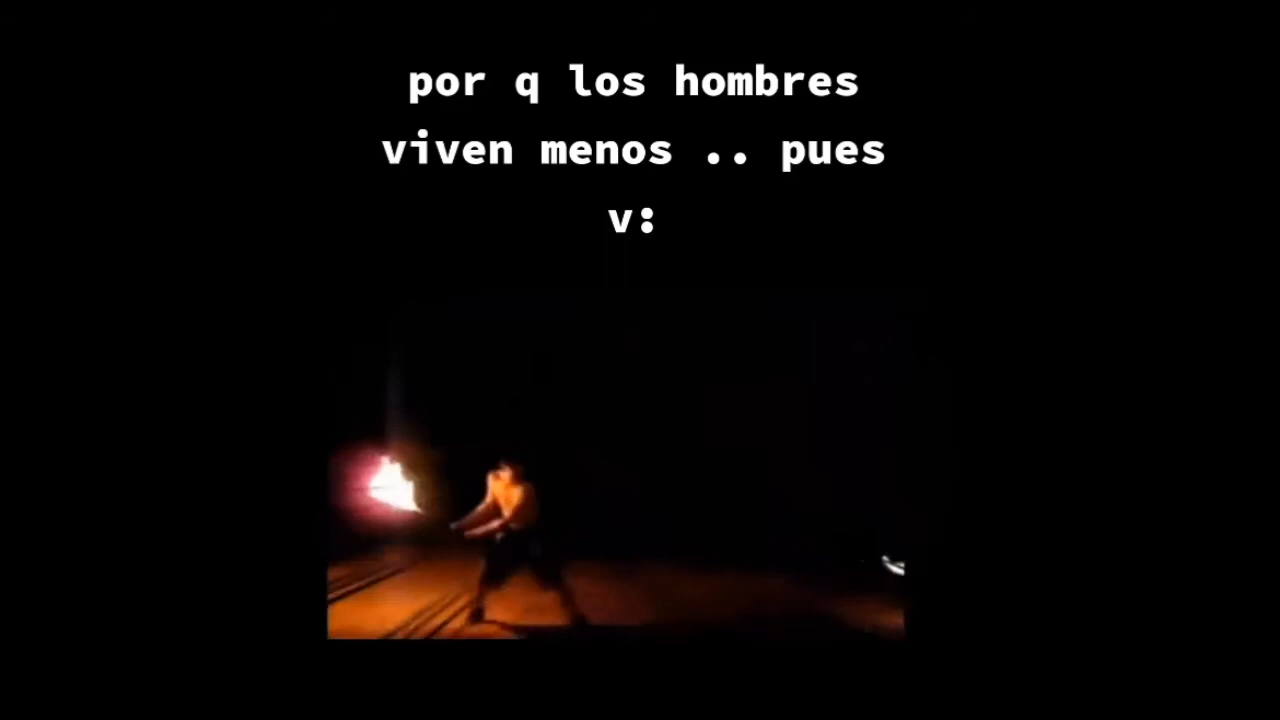 por q los hombres
viven menos .. pues
v: